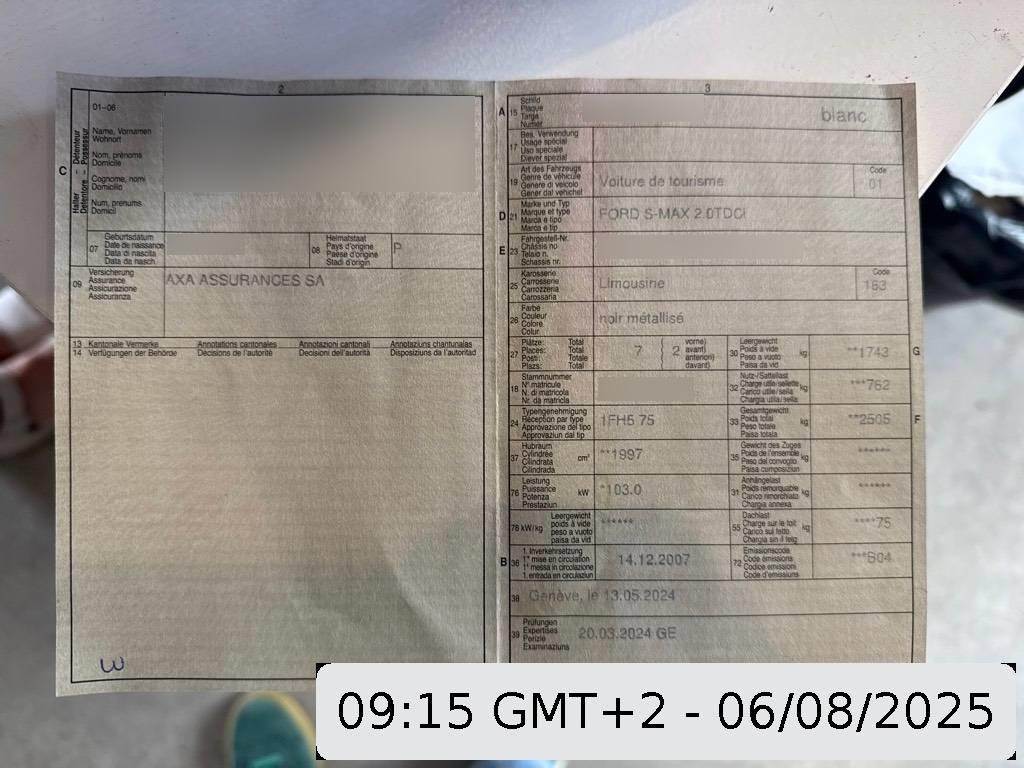 2
C
Halter - Détenteur
Detentore - Possessur
01-06
Name, Vornamen
Wohnort
Nom, prénoms
Domicile
Cognome, nomi
Domicilio
Num, prenums
Domicil
07
Geburtsdatum
Date de naissance
Data di nascita
Data da nasch.
08
Heimatstaat
Pays d'origine
Paese d'origine
Stadi d'origin
P
09
Versicherung
Assurance
Assicurazione
Assicuranza
AXA ASSURANCES SA
13 Kantonale Vermerke Annotations cantonales Annotazioni cantonali Annotaziuns chantunalas
14 Verfügungen der Behörde Décisions de l'autorité Decisioni dell'autorità Disposiziuns da l'autoritad
3
A 15
Schild
Plaque
Targa
Numer
blanc
17
Bes. Verwendung
Usage spécial
Uso speciale
Diever spezial
19
Art des Fahrzeugs
Genre de véhicule
Genere di veicolo
Gener dal vehichel
Voiture de tourisme
Code
01
D 21
Marke und Typ
Marque et type
Marca e tipo
Marca e tip
FORD S-MAX 2.0TDCI
E 23
Fahrgestell-Nr.
Châssis no
Telaio n.
Schassis nr.
25
Karosserie
Carrosserie
Carrozzeria
Carossaria
Limousine
Code
163
26
Farbe
Couleur
Colore
Colur
noir métallisé
27
Plätze: Total
Places: Total
Posti: Totale
Plazs: Total
7
2
vorne)
avant)
anteriori)
davant)
30
Leergewicht
Poids à vide
Peso a vuoto
Paisa da vid
kg
**1743
G
18
Stammnummer
N° matricule
N. di matricola
Nr. da matricla
32
Nutz-/Sattellast
Charge utile/sellette
Carico utile/sella
Chargia utila/sella
kg
***762
24
Typengenehmigung
Réception par type
Approvazione del tipo
Approvaziun dal tip
1FH5 75
33
Gesamtgewicht
Poids total
Peso totale
Paisa totala
kg
**2505
F
37
Hubraum
Cylindrée
Cilindrata
Cilindrada
cm³
**1997
35
Gewicht des Zuges
Poids de l'ensemble
Peso del convoglio
Paisa cumposiziun
kg
******
76
Leistung
Puissance
Potenza
Prestaziun
kW
*103.0
31
Anhängelast
Poids remorquable
Carico rimorchiato
Chargia annexa
kg
******
78 kW/kg
Leergewicht
poids à vide
peso a vuoto
paisa da vid
******
55
Dachlast
Charge sur le toit
Carico sul tetto
Chargia sin il tetg
kg
****75
B 36
1. Inverkehrsetzung
1re mise en circulation
1a messa in circolazione
1. entrada en circulaziun
14.12.2007
72
Emissionscode
Code émissions
Codice emissioni
Code d'emissiuns
***B04
38
Genève, le 13.05.2024
39
Prüfungen
Expertises
Perizie
Examinaziuns
20.03.2024 GE
09:15 GMT+2 - 06/08/2025